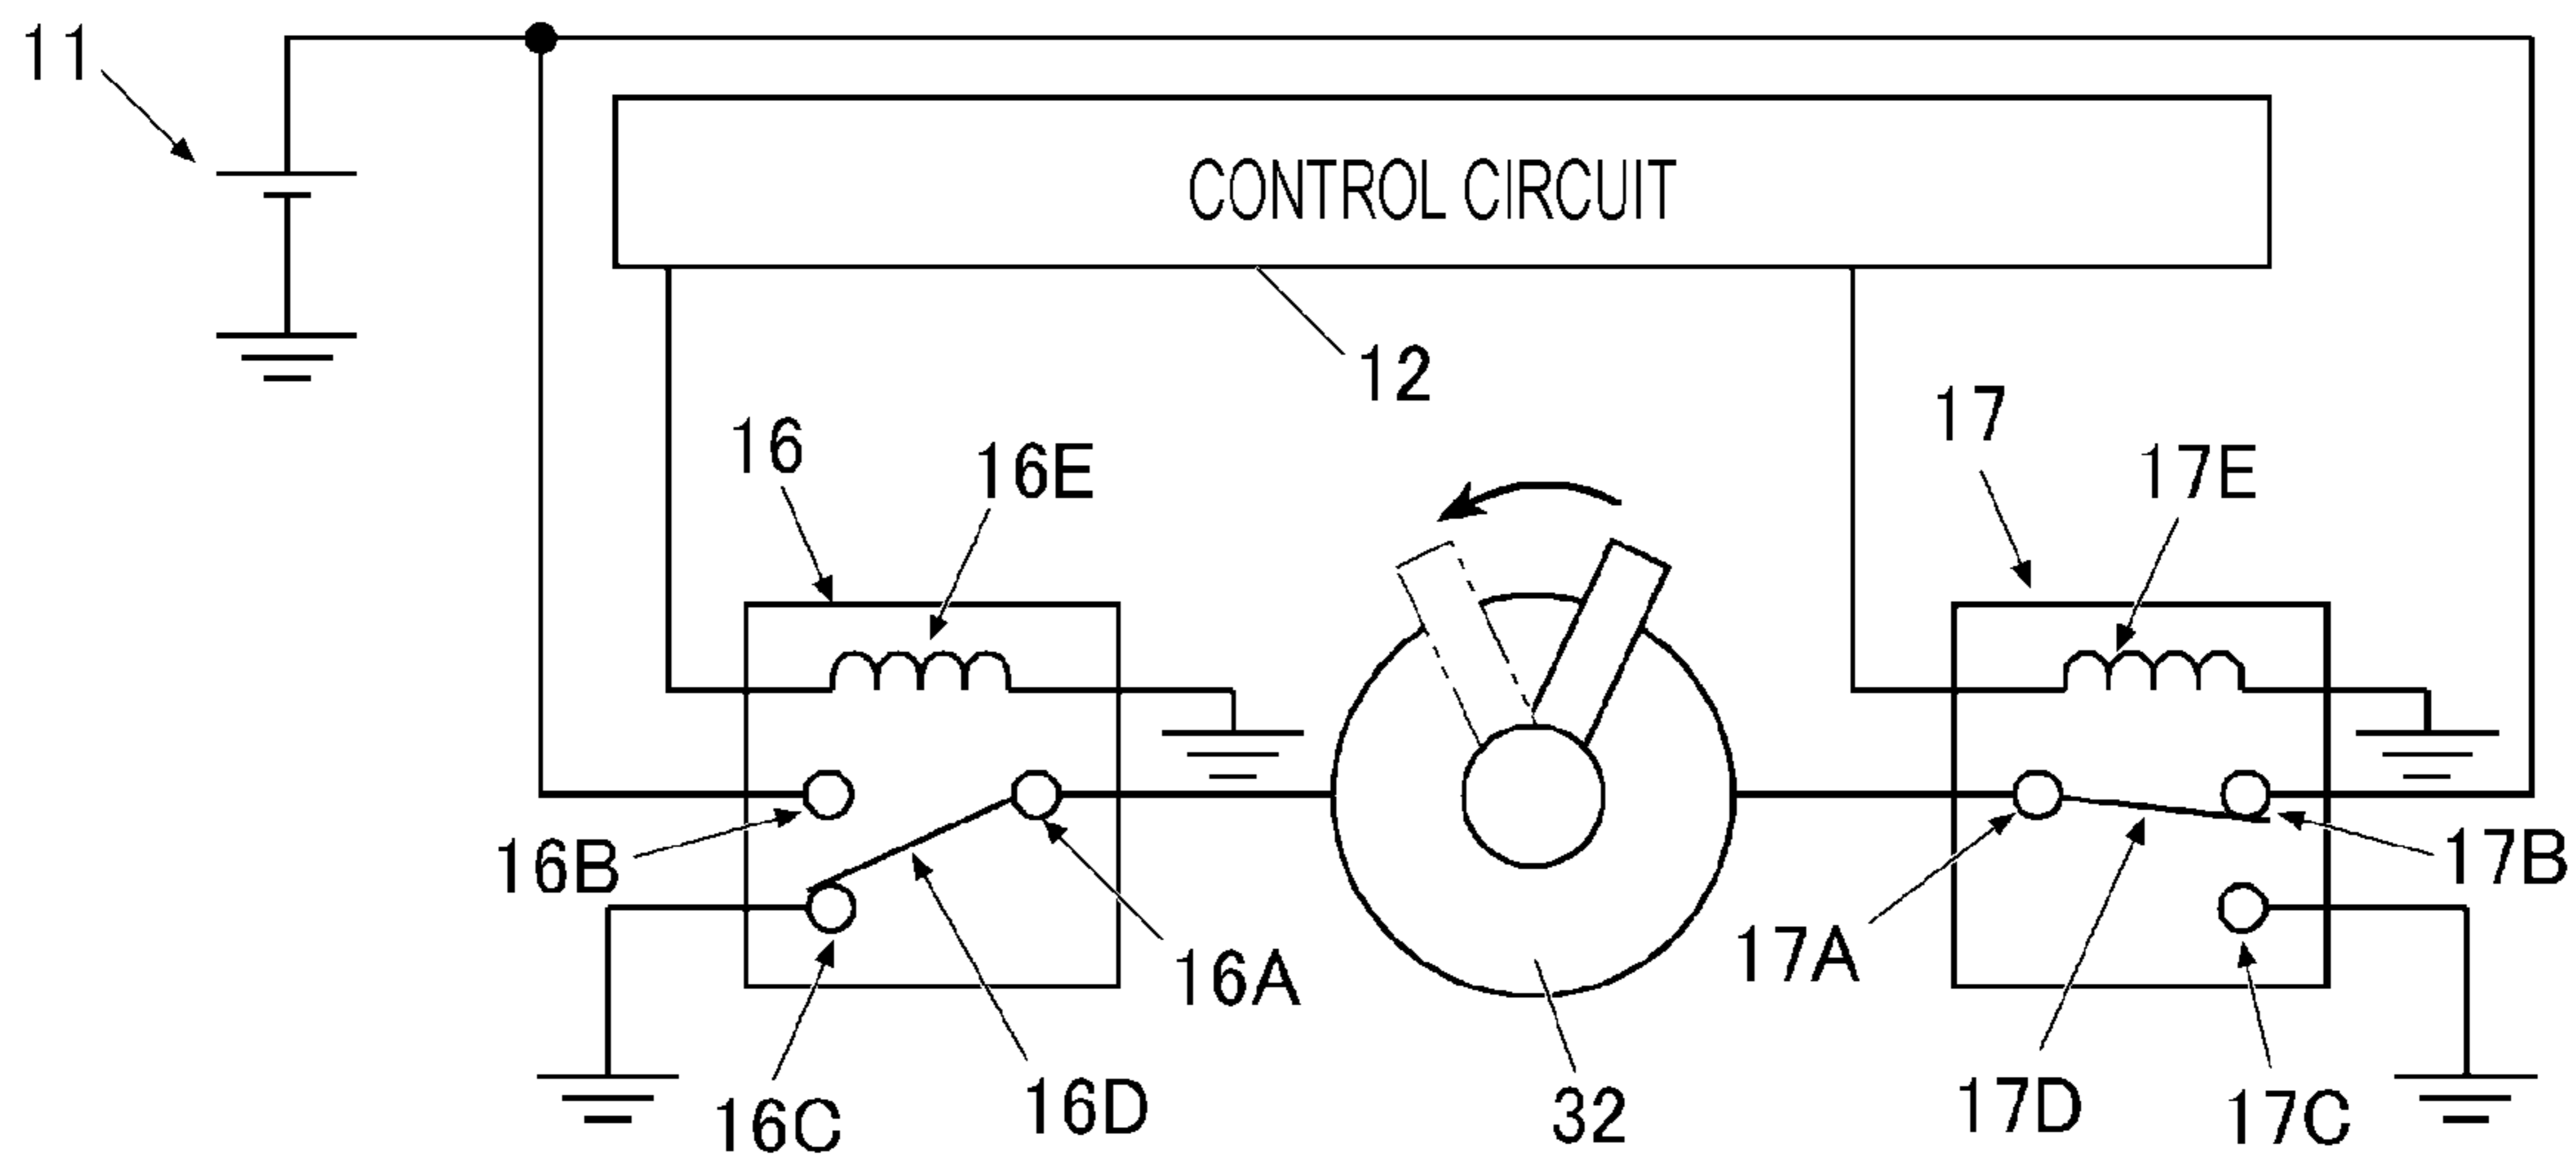 11
CONTROL CIRCUIT
12
16
16E
17
17E
16B
17B
16A
17A
16C
16D
32
17D
17C